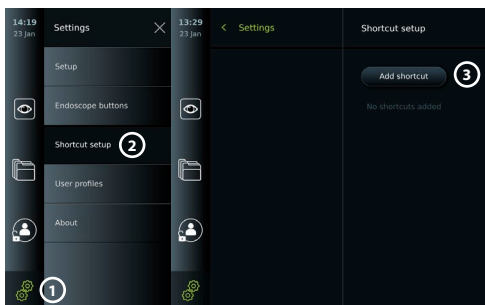 14:19
23 Jan
Settings
Setup
Endoscope buttons
Shortcut setup
2
User profiles
About
1
13:29
23 Jan
< Settings
Shortcut setup
Add shortcut
3
No shortcuts added